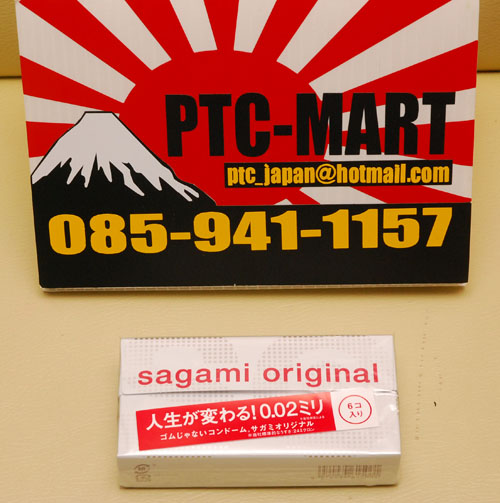 PTC-MART
ptc_japan@hotmail.com
085-941-1157
sagami original
人生が変わる!0.02ミリ
ゴムじゃないコンドーム、サガミオリジナル
6コ
入り